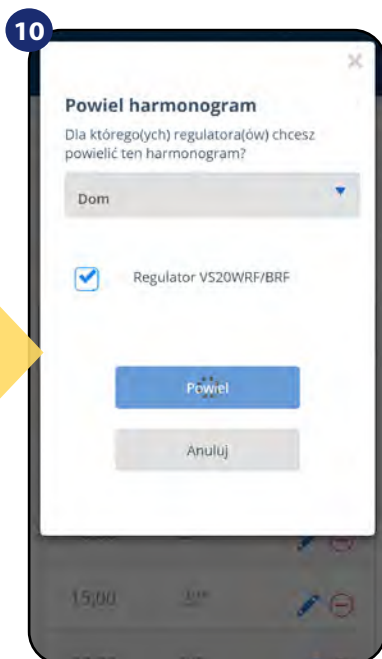 10
Powiel harmonogram
Dla którego(ych) regulatora(ów) chcesz
powielić ten harmonogram?
Dom
Regulator VS20WRF/BRF
Powiel
Anuluj
15,00